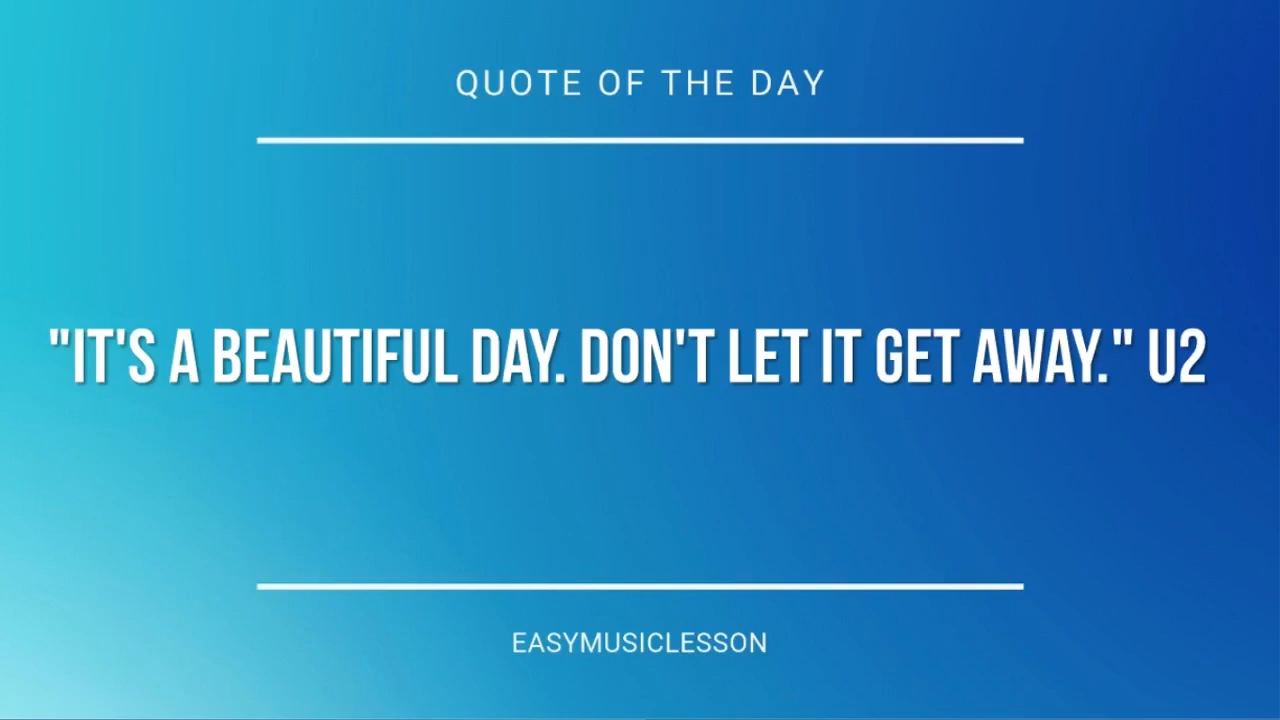 QUOTE OF THE DAY
"IT'S A BEAUTIFUL DAY. DON'T LET IT GET AWAY." U2
EASYMUSICLESSON